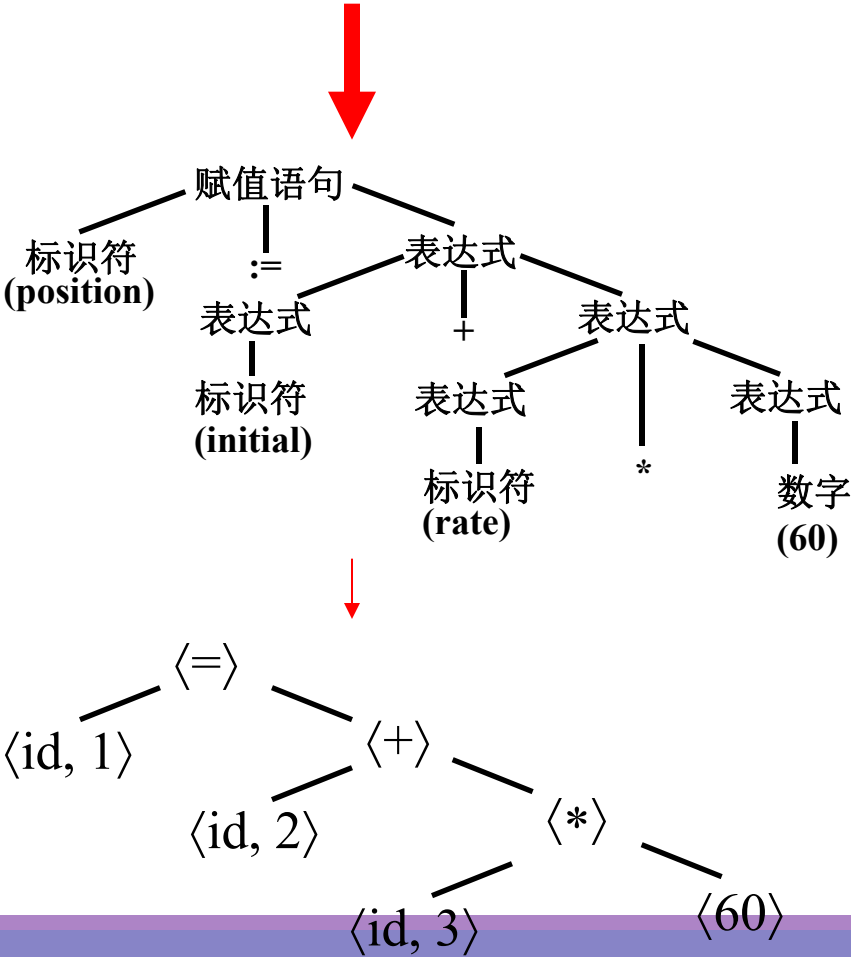 赋值语句
标识符 := 表达式
(position)
表达式 + 表达式
标识符 表达式 * 表达式
(initial)
标识符 数字
(rate) (60)
〈=〉
〈id, 1〉 〈+〉
〈id, 2〉 〈*〉
〈id, 3〉 〈60〉